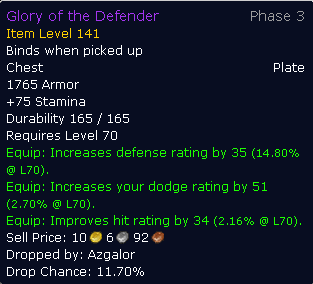 Glory of the Defender Phase 3
Item Level 141
Binds when picked up
Chest Plate
1765 Armor
+75 Stamina
Durability 165 / 165
Requires Level 70
Equip: Increases defense rating by 35 (14.80%
@ L70).
Equip: Increases your dodge rating by 51
(2.70% @ L70).
Equip: Improves hit rating by 34 (2.16% @ L70).
Sell Price: 10 6 92
Dropped by: Azgalor
Drop Chance: 11.70%